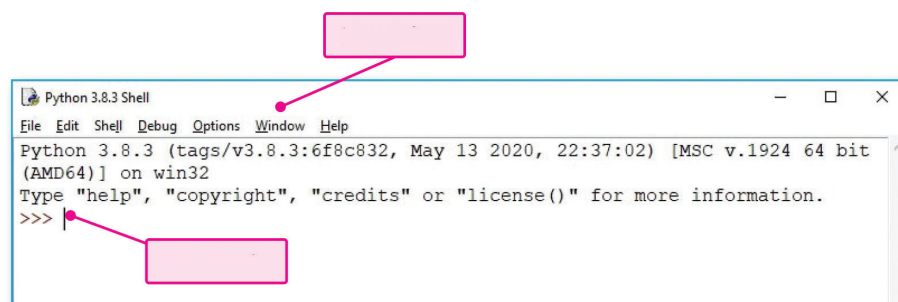 Python 3.8.3 Shell
File Edit Shell Debug Options Window Help
Python 3.8.3 (tags/v3.8.3:6f8c832, May 13 2020, 22:37:02) [MSC v.1924 64 bit
(AMD64)] on win32
Type "help", "copyright", "credits" or "license()" for more information.
>>>